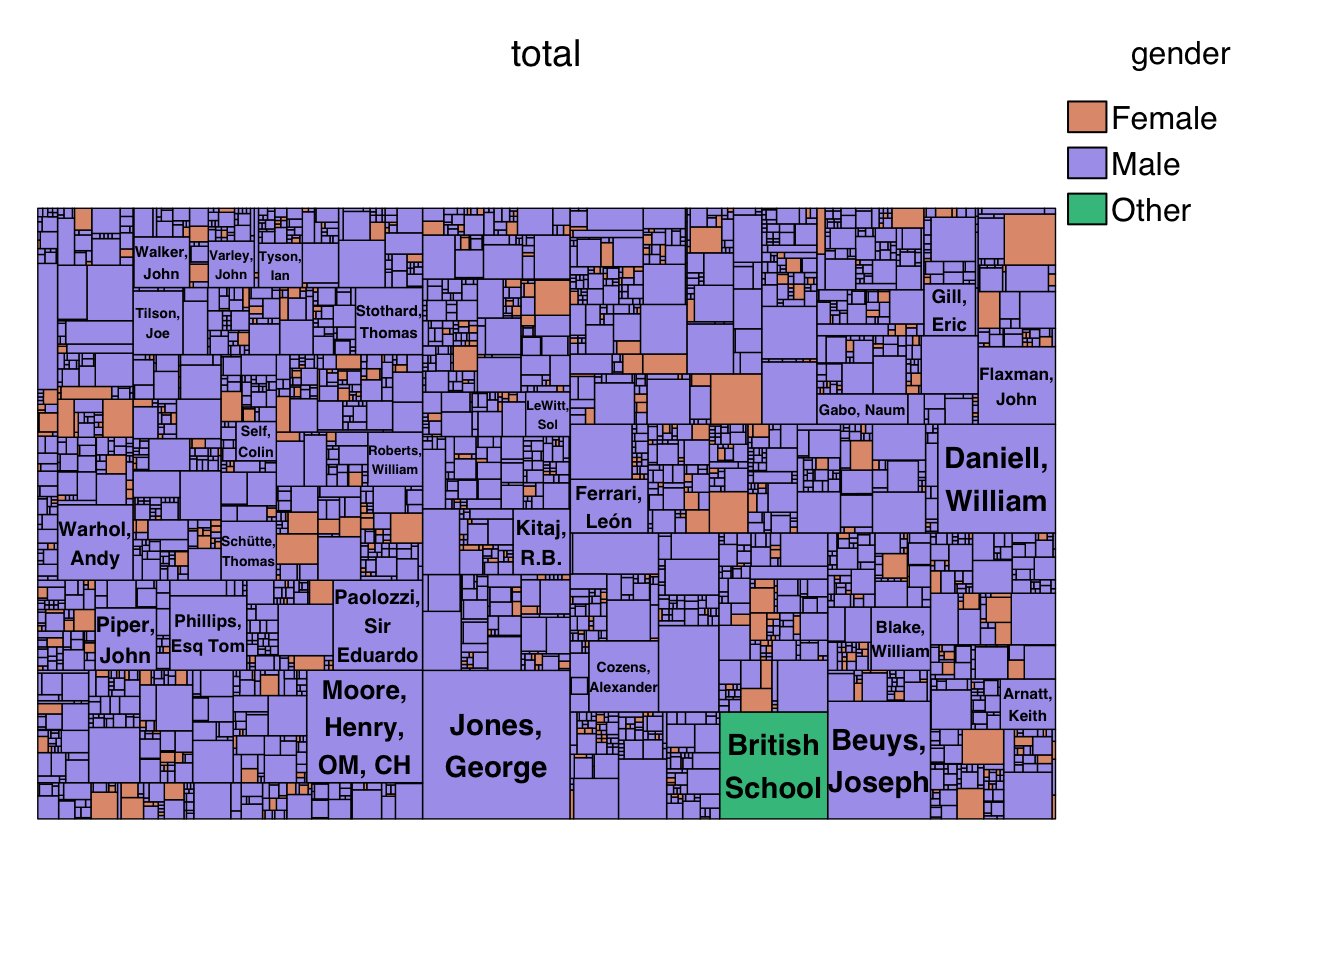 total
gender
Female
Male
Other
Walker,
John
Varley,
John
Tyson,
Ian
Tilson,
Joe
Stothard,
Thomas
Gill,
Eric
Flaxman,
John
LeWitt,
Sol
Gabo, Naum
Self,
Colin
Roberts,
William
Daniell,
William
Ferrari,
León
Warhol,
Andy
Schütte,
Thomas
Kitaj,
R.B.
Piper,
John
Phillips,
Esq Tom
Paolozzi,
Sir
Eduardo
Blake,
William
Cozens,
Alexander
Arnatt,
Keith
Moore,
Henry,
OM, CH
Jones,
George
British
School
Beuys,
Joseph